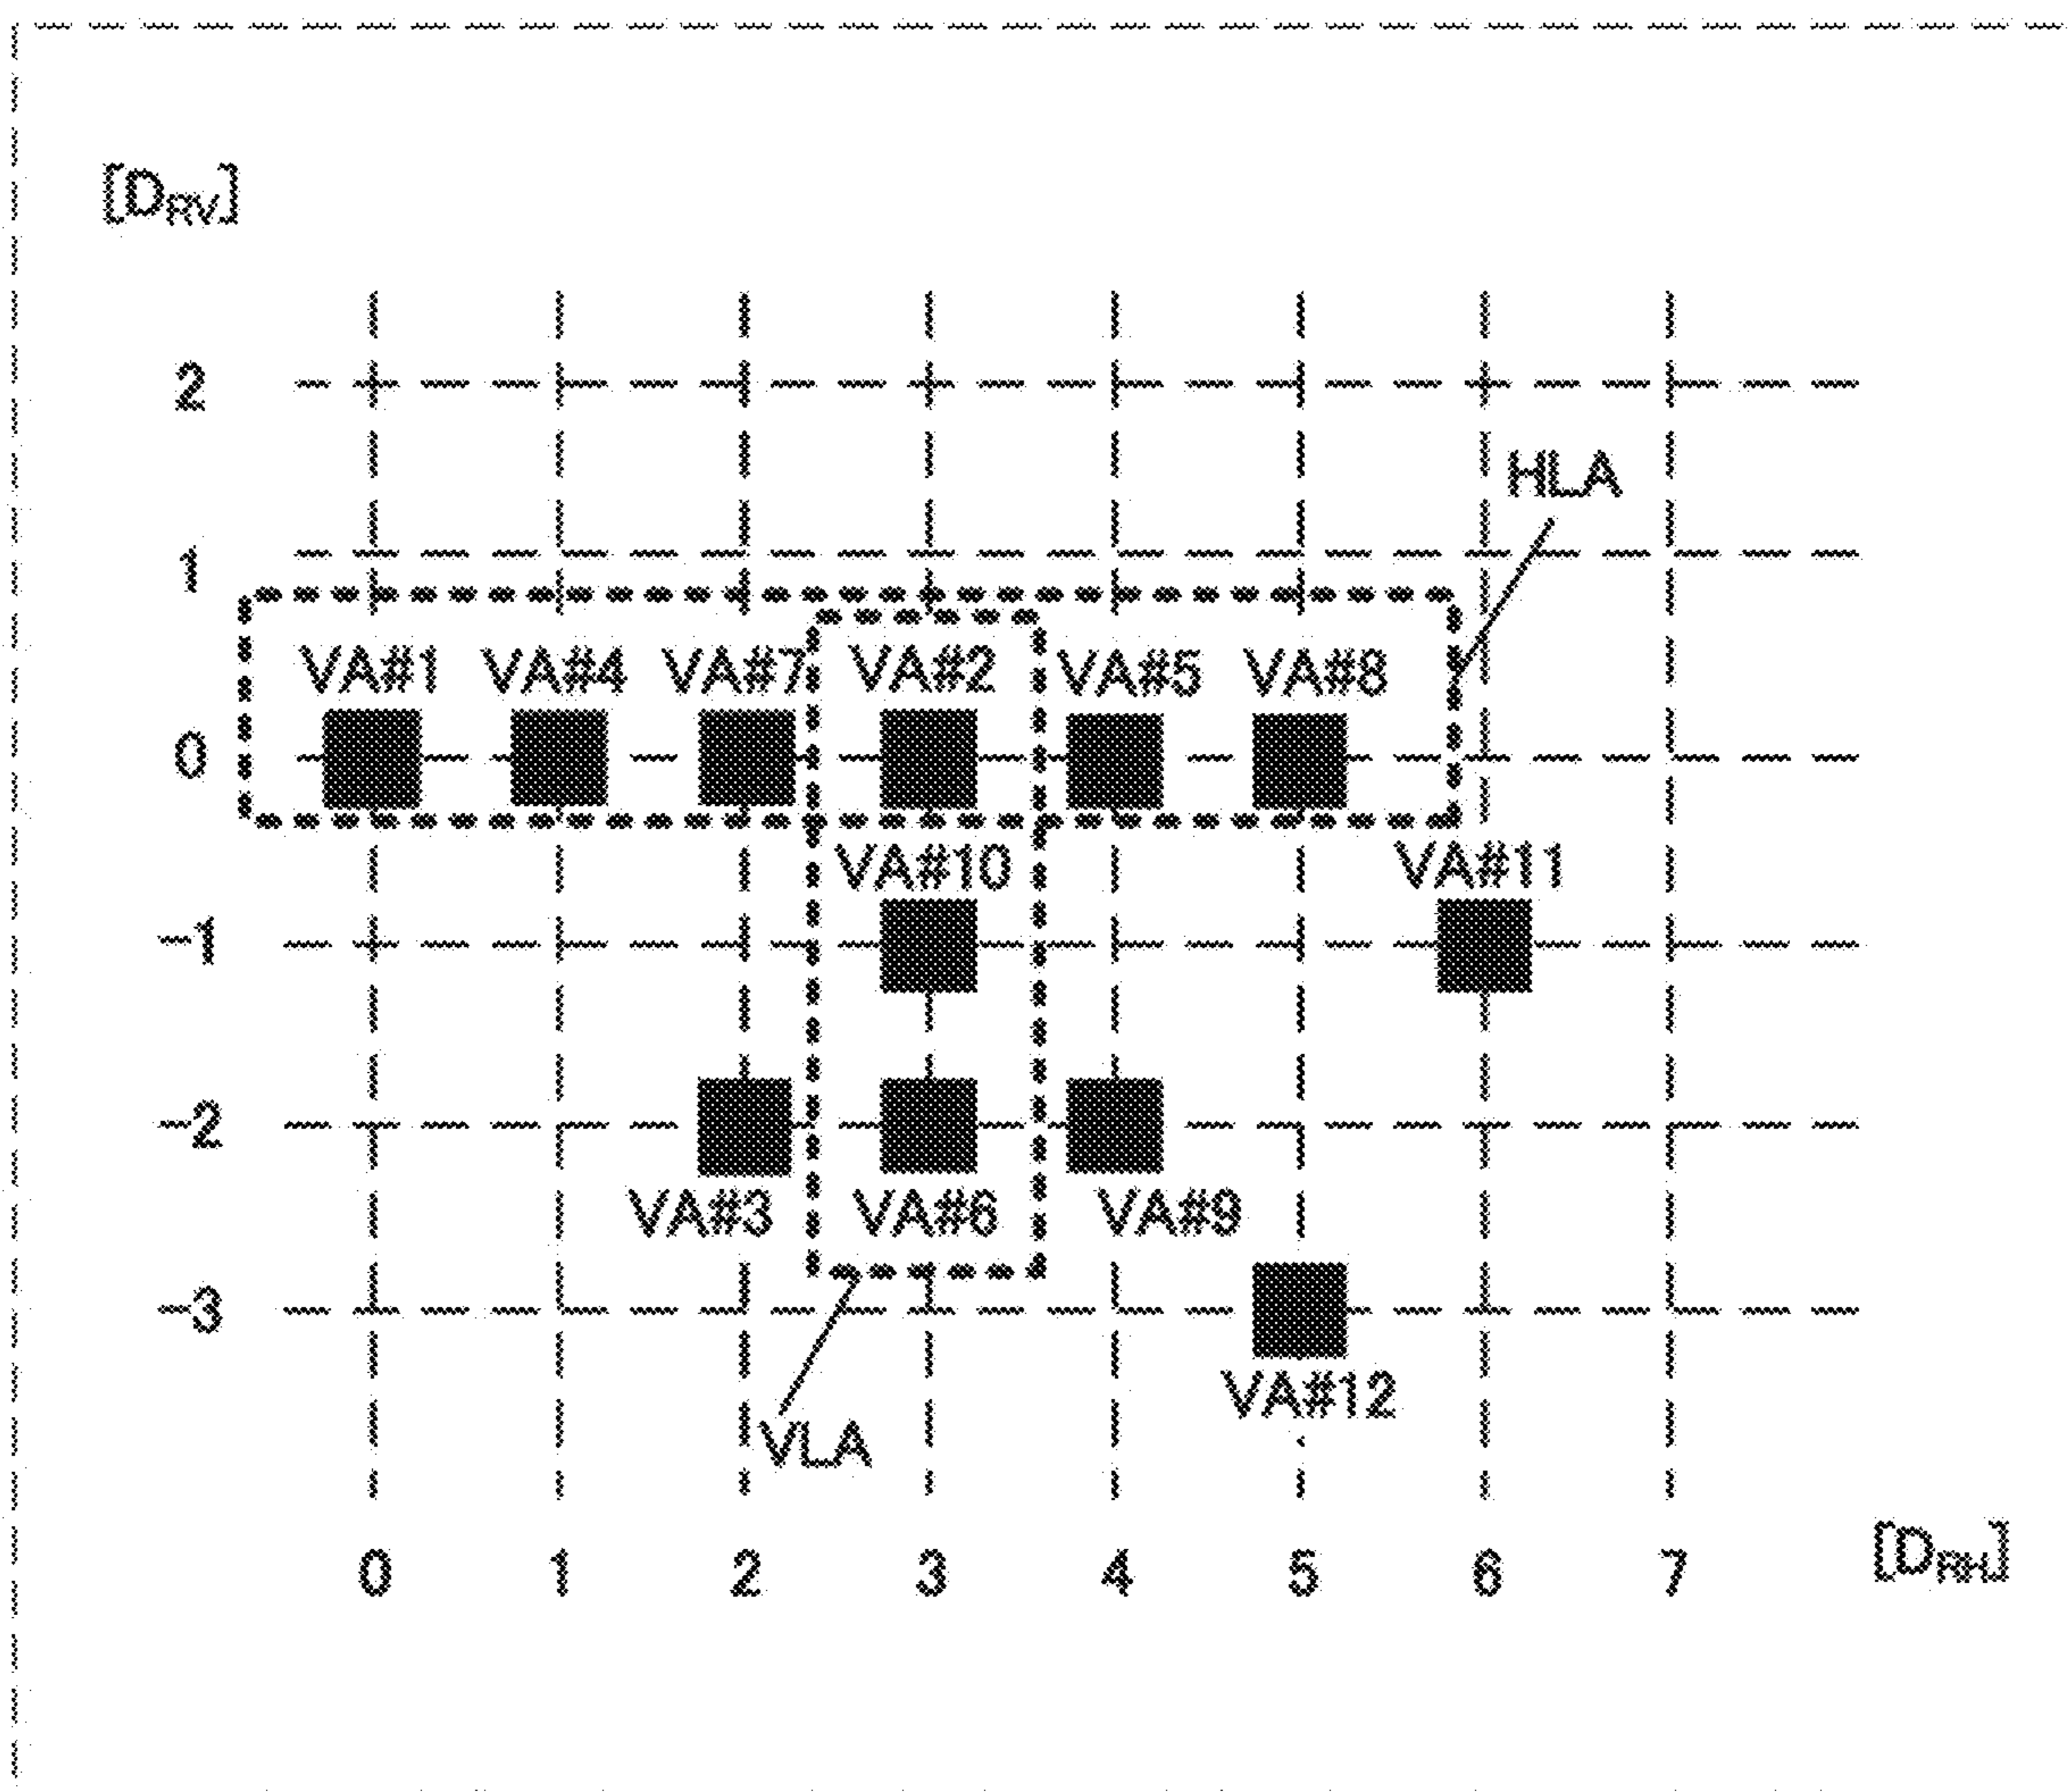 [DRV]
2
HLA
1
VA#1 VA#4 VA#7 VA#2 VA#5 VA#8
0
VA#10 VA#11
-1
-2
VA#3 VA#6 VA#9
-3
VA#12
VLA
0 1 2 3 4 5 6 7 [DRH]